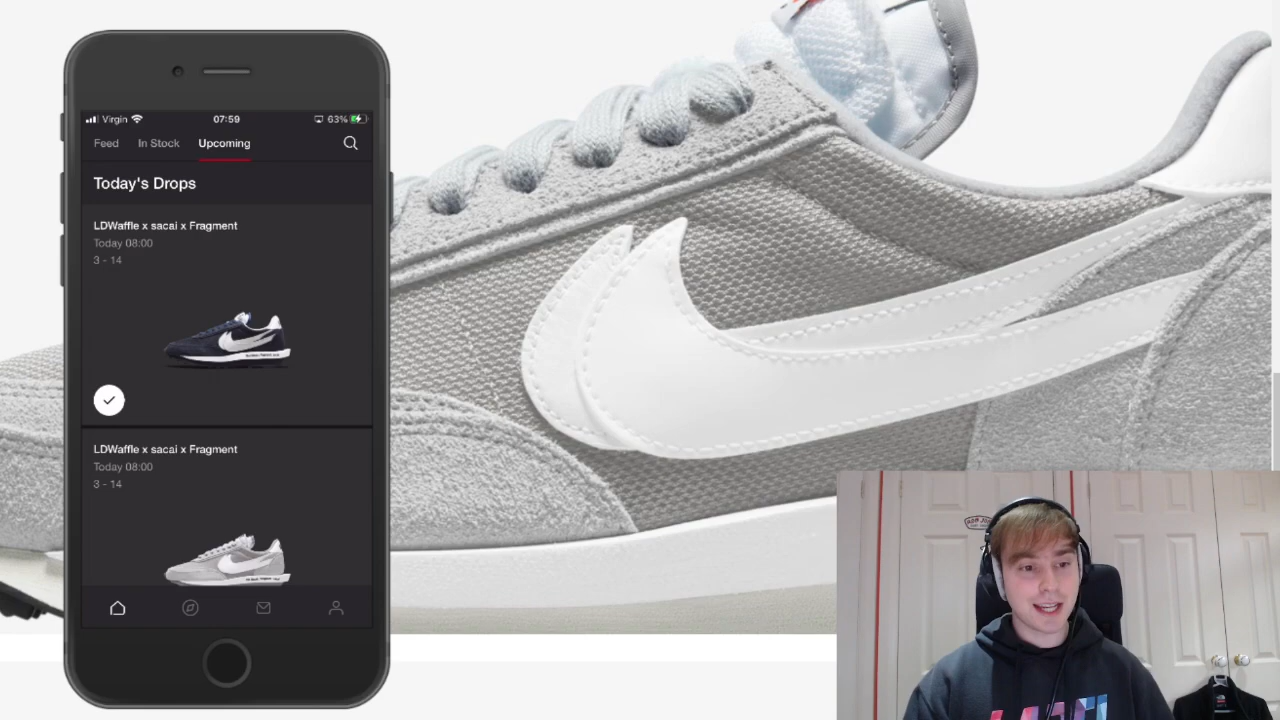 Virgin 07:59 63%
Feed In Stock Upcoming
Today's Drops
LDWaffle x sacai x Fragment
Today 08:00
3 - 14
LDWaffle x sacai x Fragment
Today 08:00
3 - 14